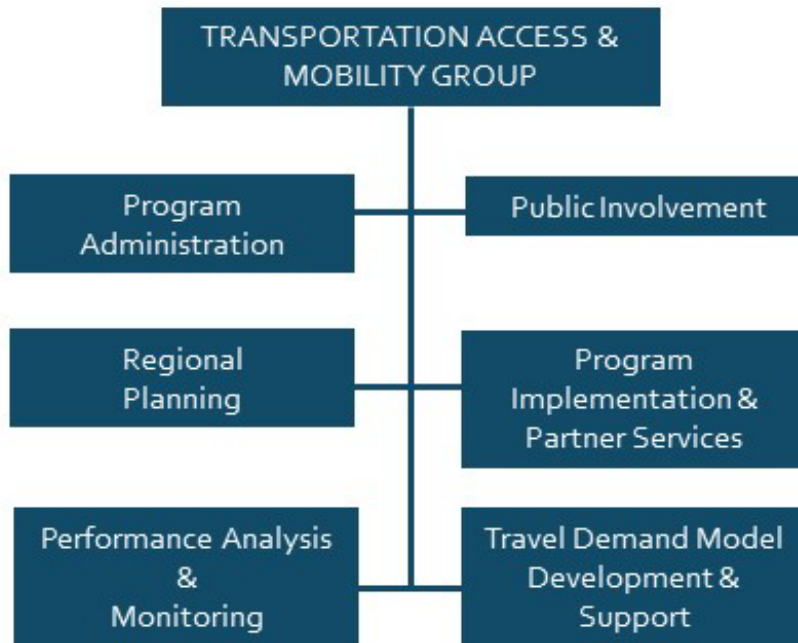 TRANSPORTATION ACCESS &
MOBILITY GROUP
Program
Administration
Public Involvement
Regional
Planning
Program
Implementation &
Partner Services
Performance Analysis
&
Monitoring
Travel Demand Model
Development &
Support